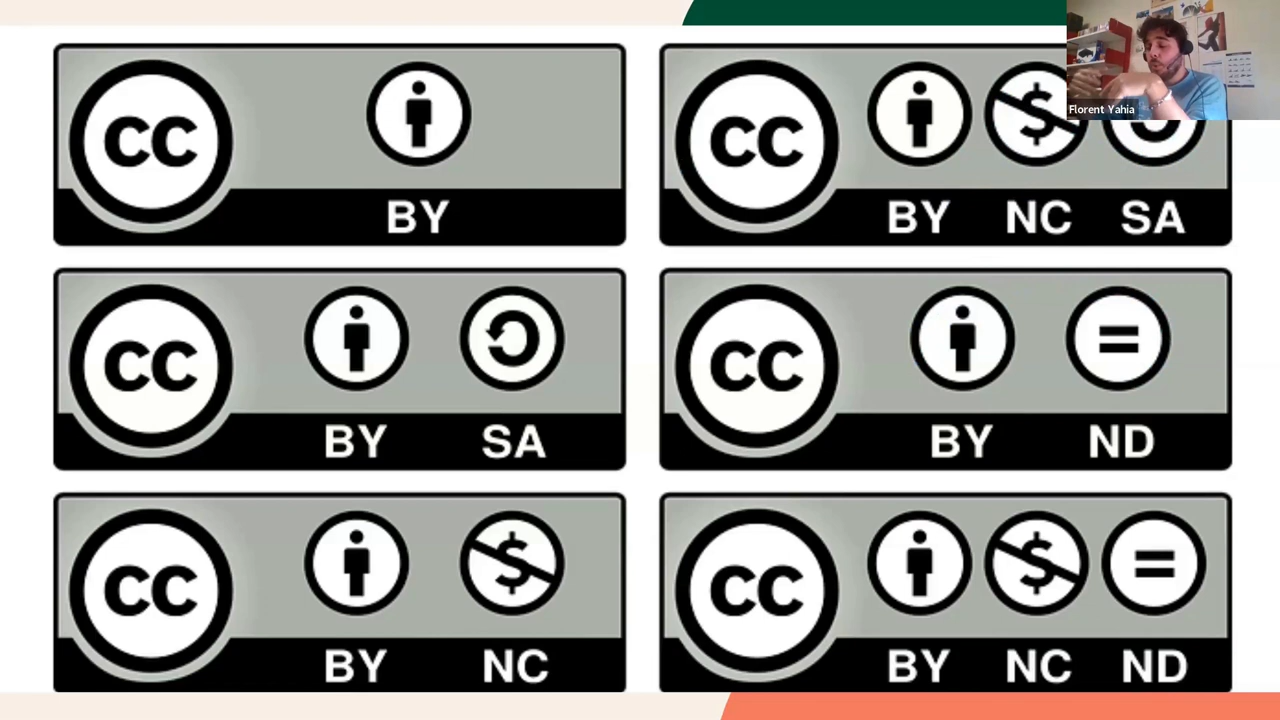 CC BY
CC BY NC SA
Florent Yahia
CC BY SA
CC BY ND
CC BY NC
CC BY NC ND